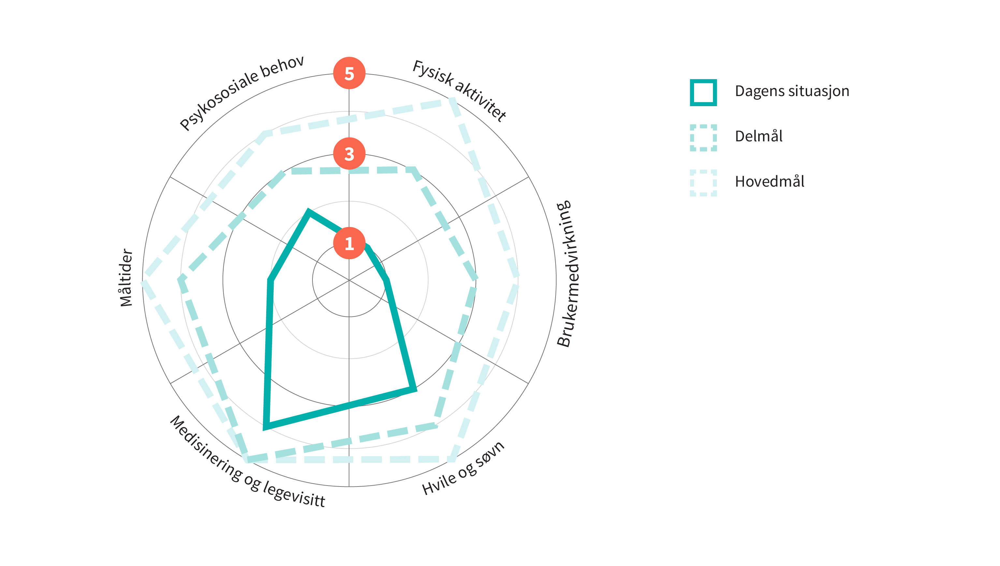 Psykososiale behov
5
Fysisk aktivitet
3
1
Måltider
Brukermedvirkning
Medisinering og legevisitt
Hvile og søvn
Dagens situasjon
Delmål
Hovedmål